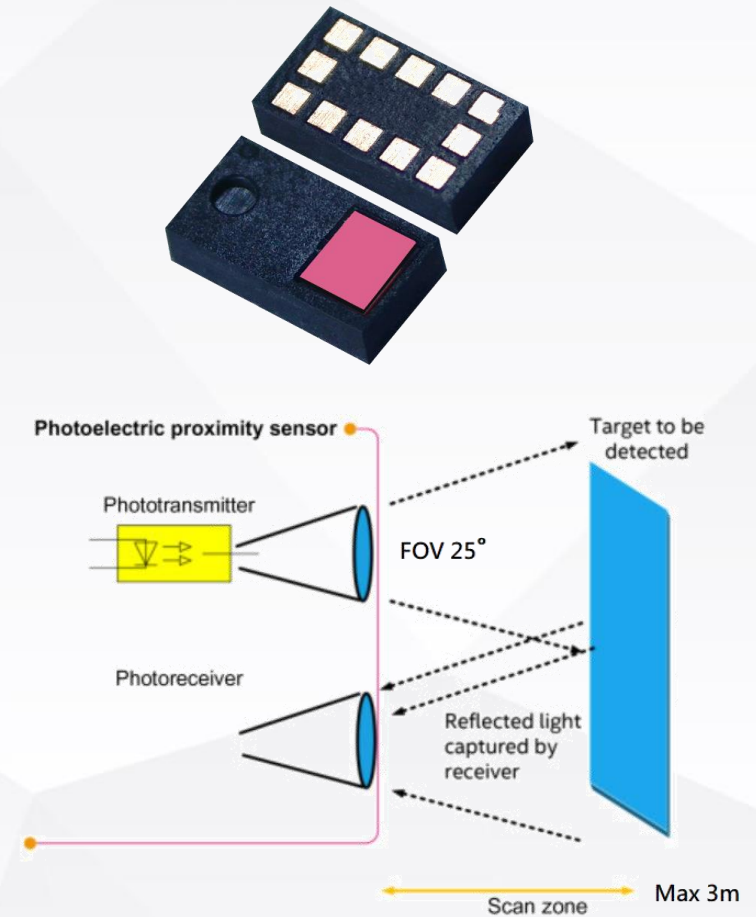 Photoelectric proximity sensor
Target to be
detected
Phototransmitter
FOV 25°
Photoreceiver
Reflected light
captured by
receiver
Scan zone
Max 3m